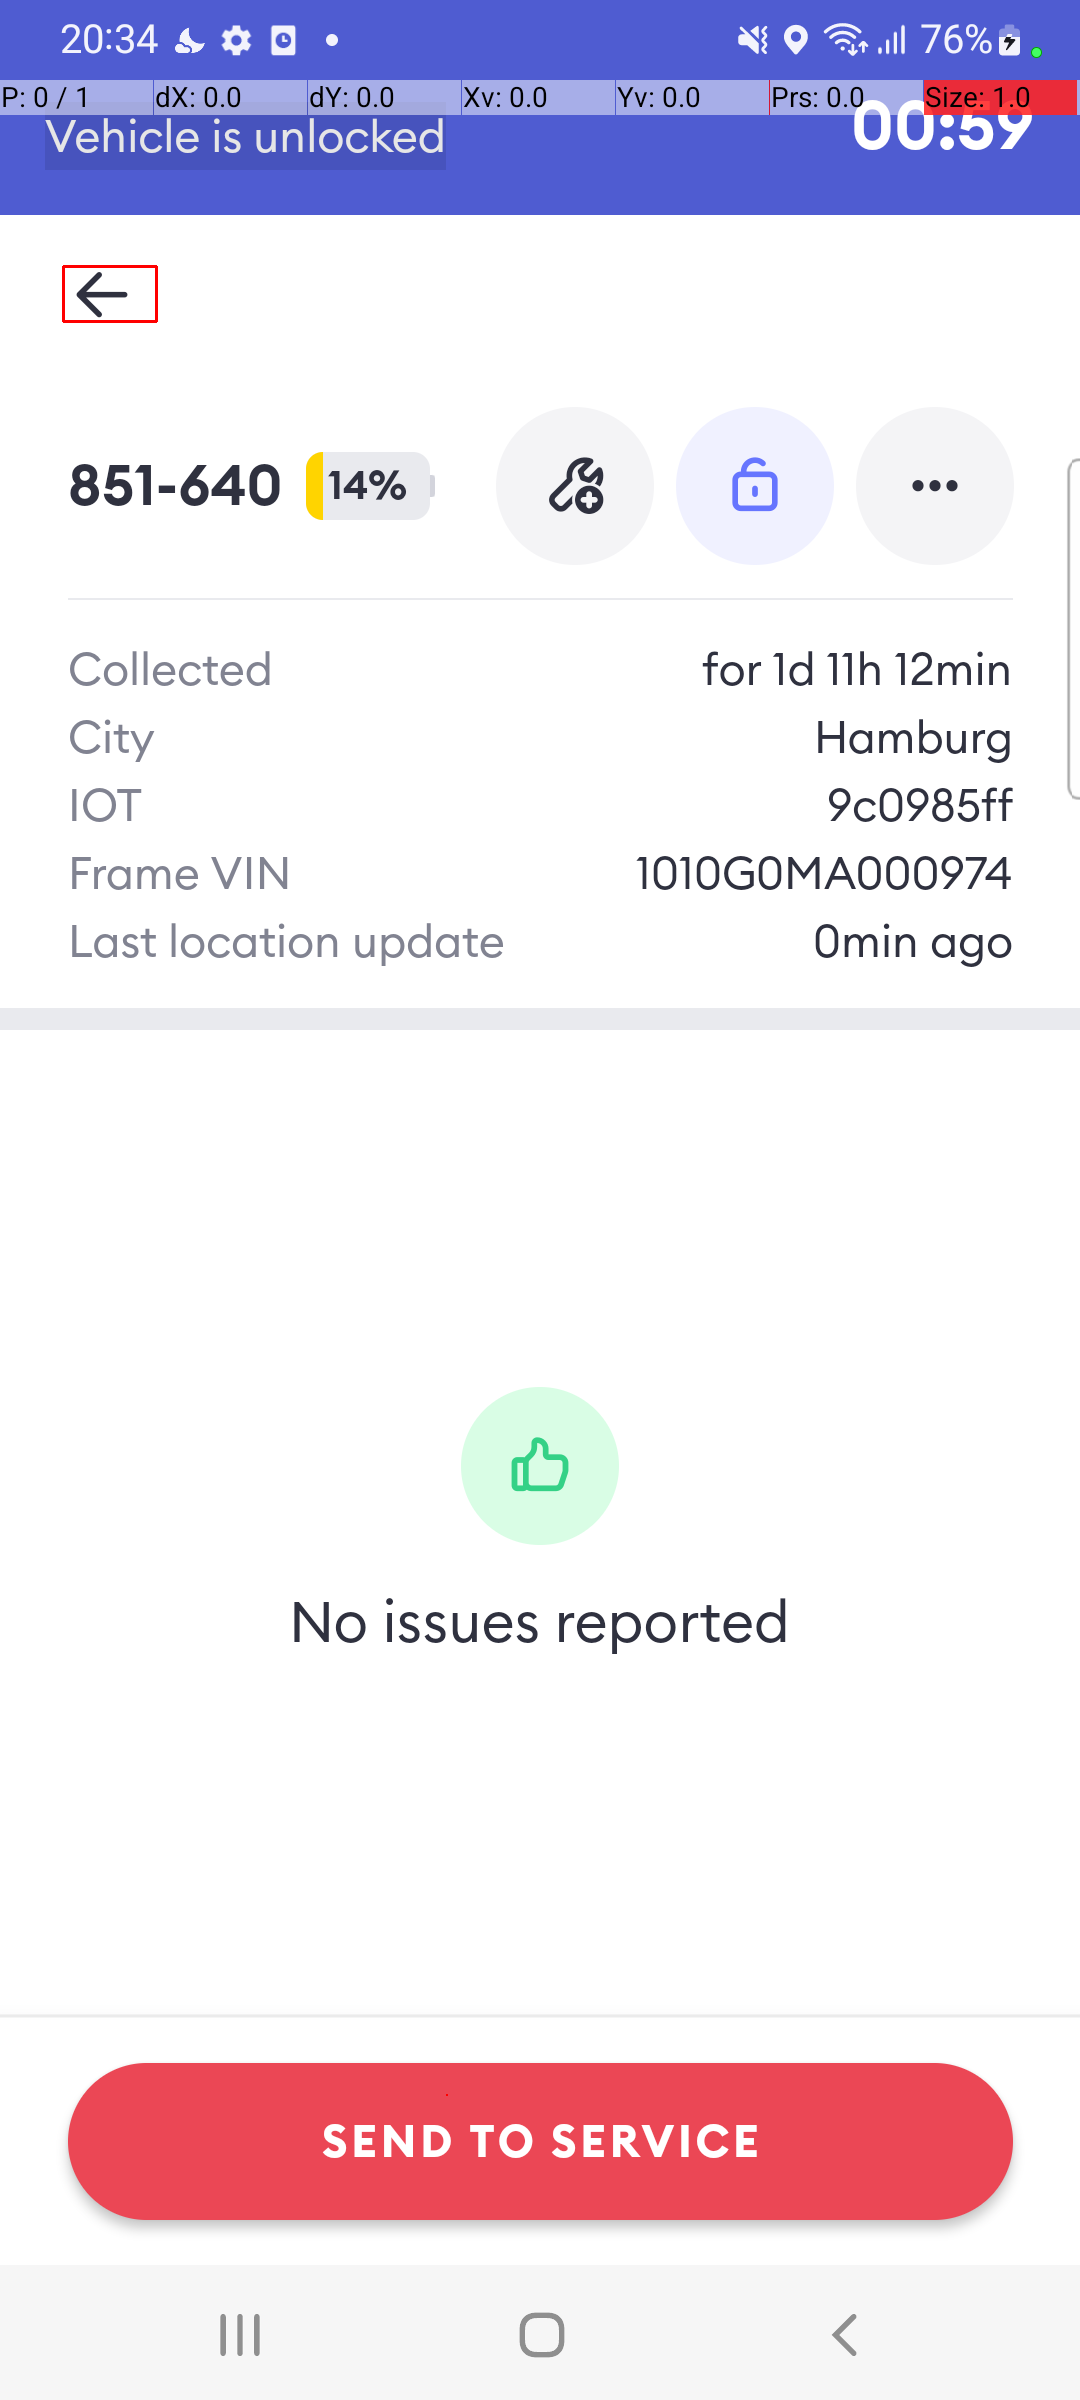 20:34 76%
P: 0 / 1 dX: 0.0 dY: 0.0 Xv: 0.0 Yv: 0.0 Prs: 0.0 Size: 1.0
Vehicle is unlocked 00:59
851-640 14%
Collected for 1d 11h 12min
City Hamburg
IOT 9c0985ff
Frame VIN 1010G0MA000974
Last location update 0min ago
No issues reported
SEND TO SERVICE